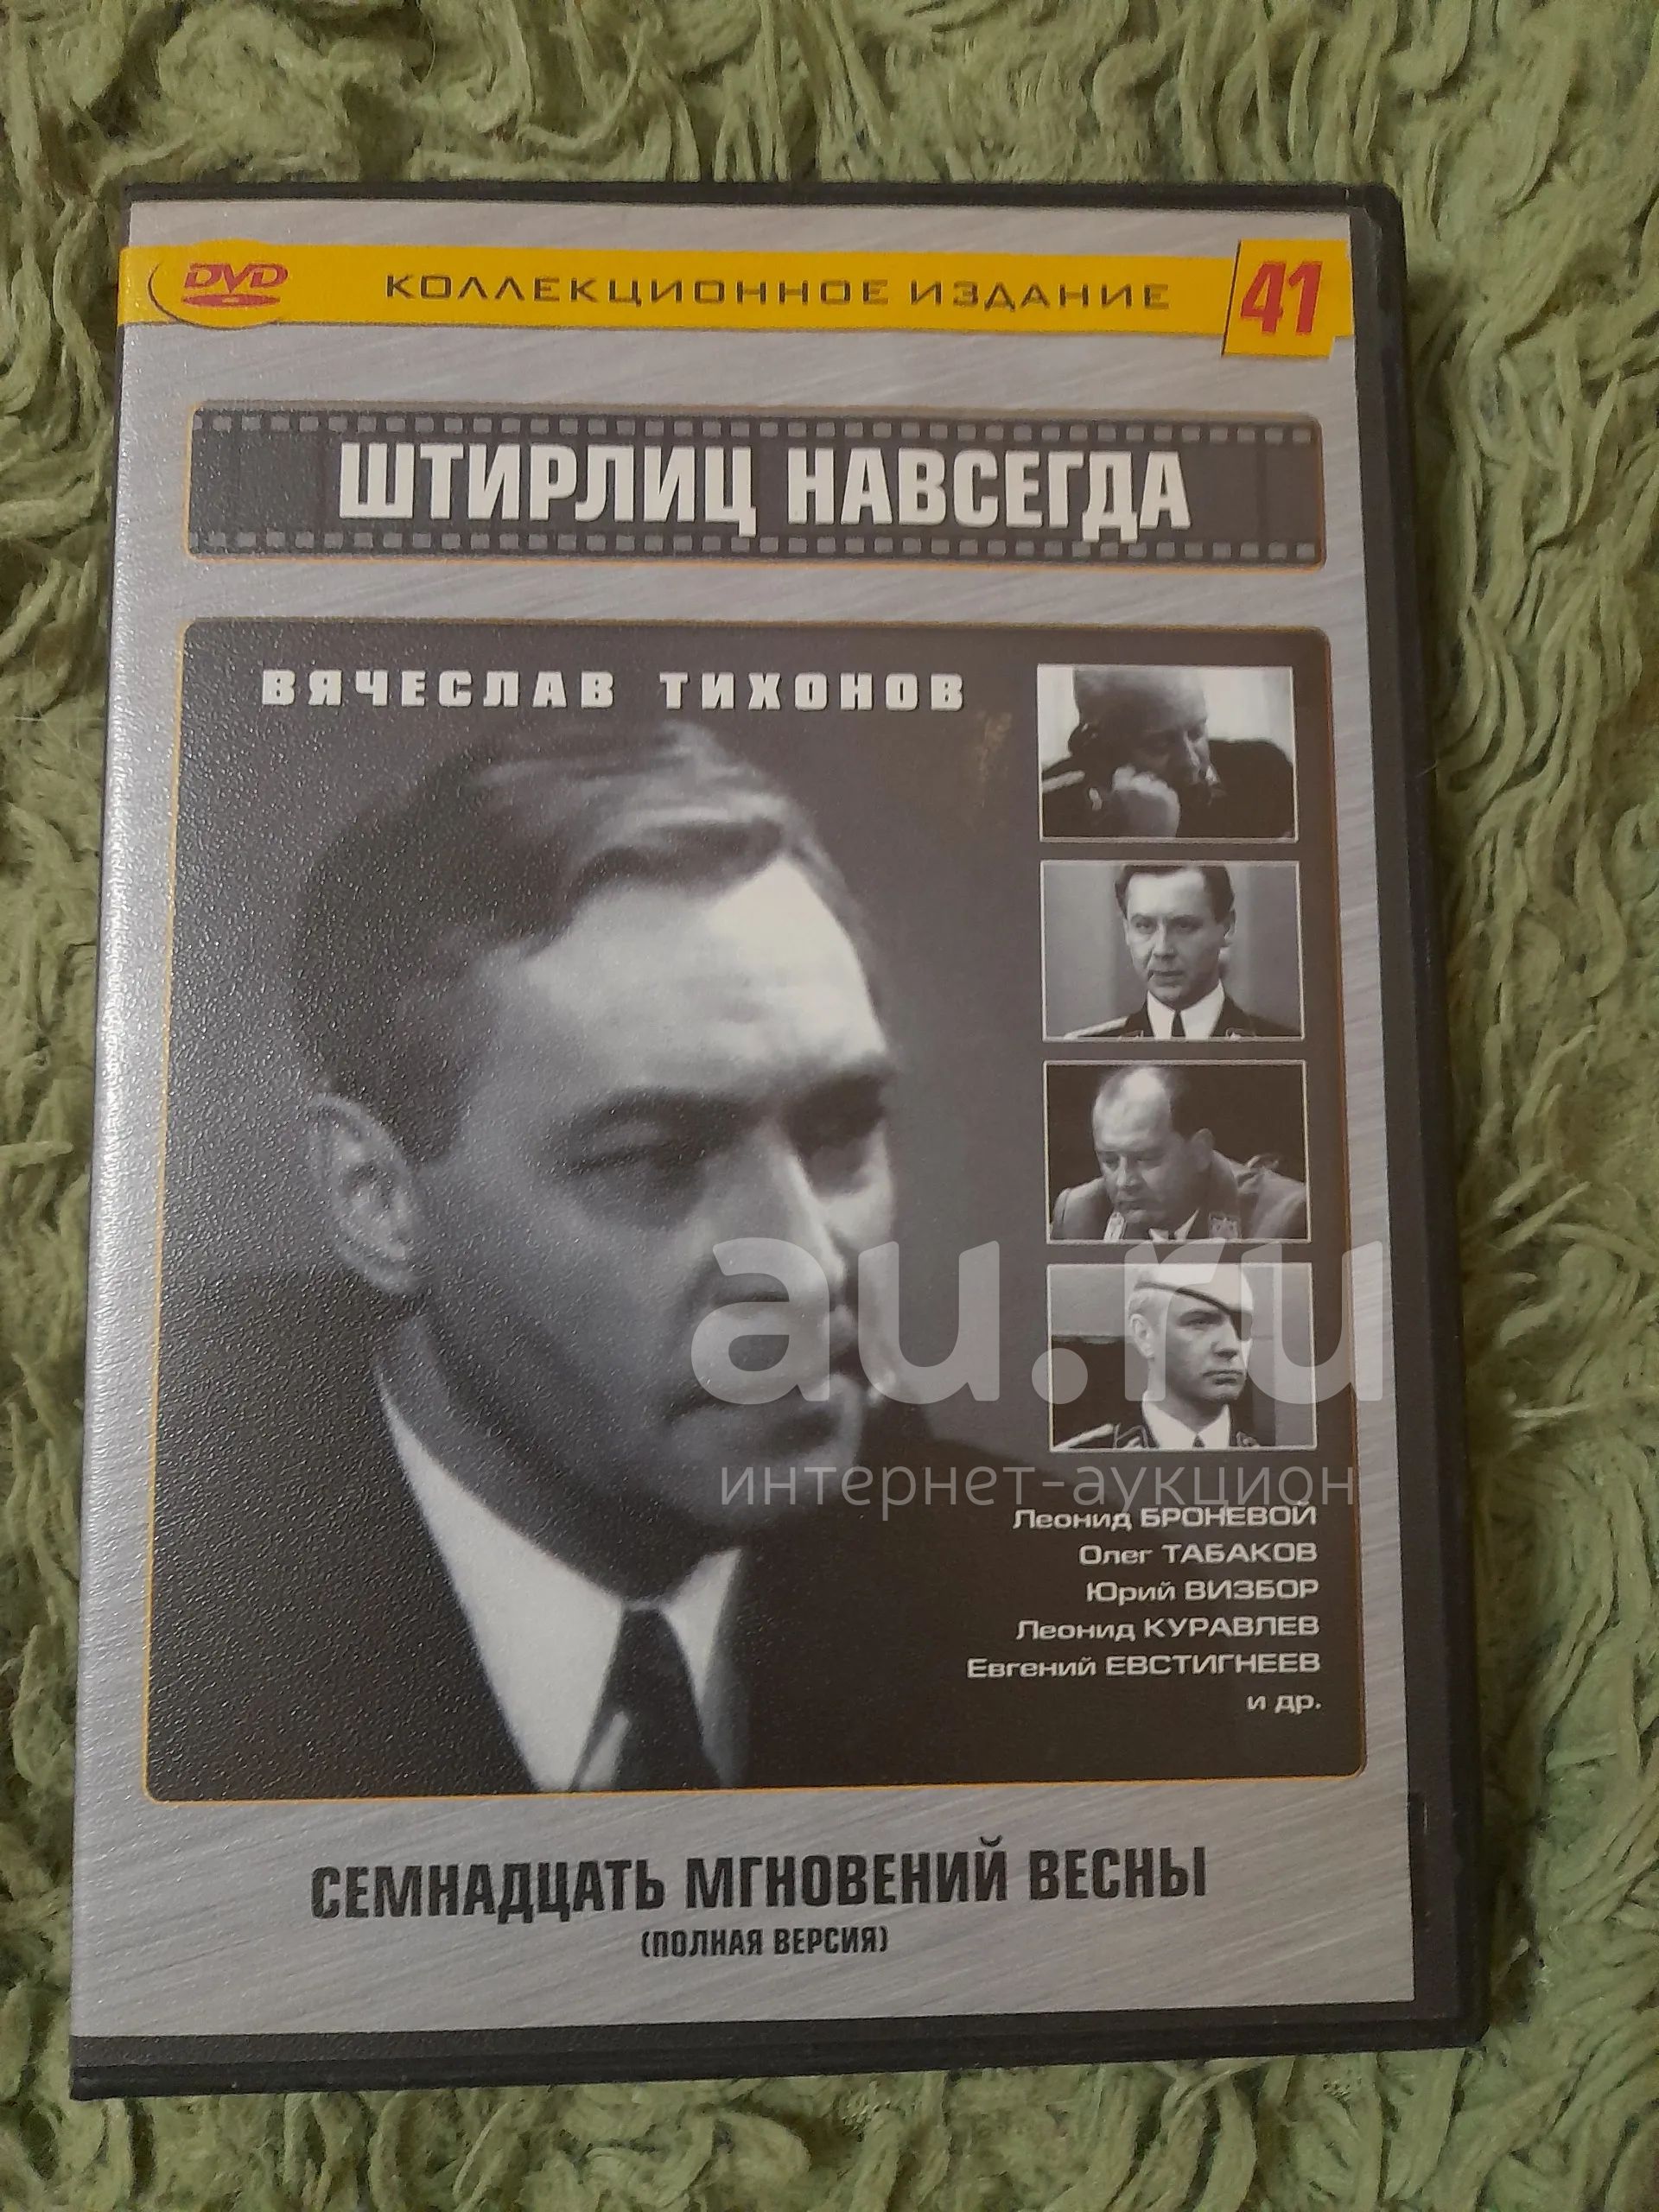 DVD КОЛЛЕКЦИОННОЕ ИЗДАНИЕ 41
ШТИРЛИЦ НАВСЕГДА
ВЯЧЕСЛАВ ТИХОНОВ
au.ru
интернет-аукцион
Леонид БРОНЕВОЙ
Олег ТАБАКОВ
Юрий ВИЗБОР
Леонид КУРАВЛЕВ
Евгений ЕВСТИГНЕЕВ
и др.
СЕМНАДЦАТЬ МГНОВЕНИЙ ВЕСНЫ
(ПОЛНАЯ ВЕРСИЯ)